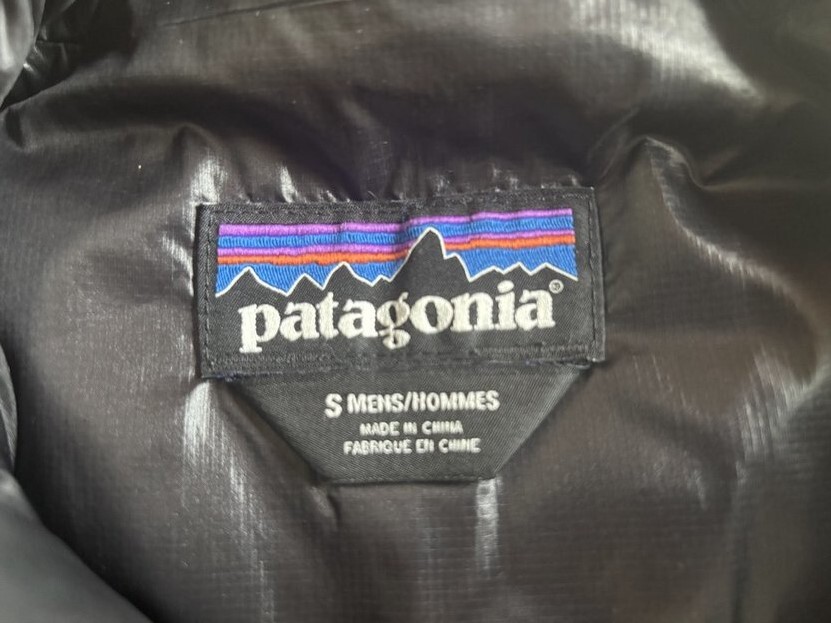 patagonia®
S MENS/HOMMES
MADE IN CHINA
FABRIQUE EN CHINE